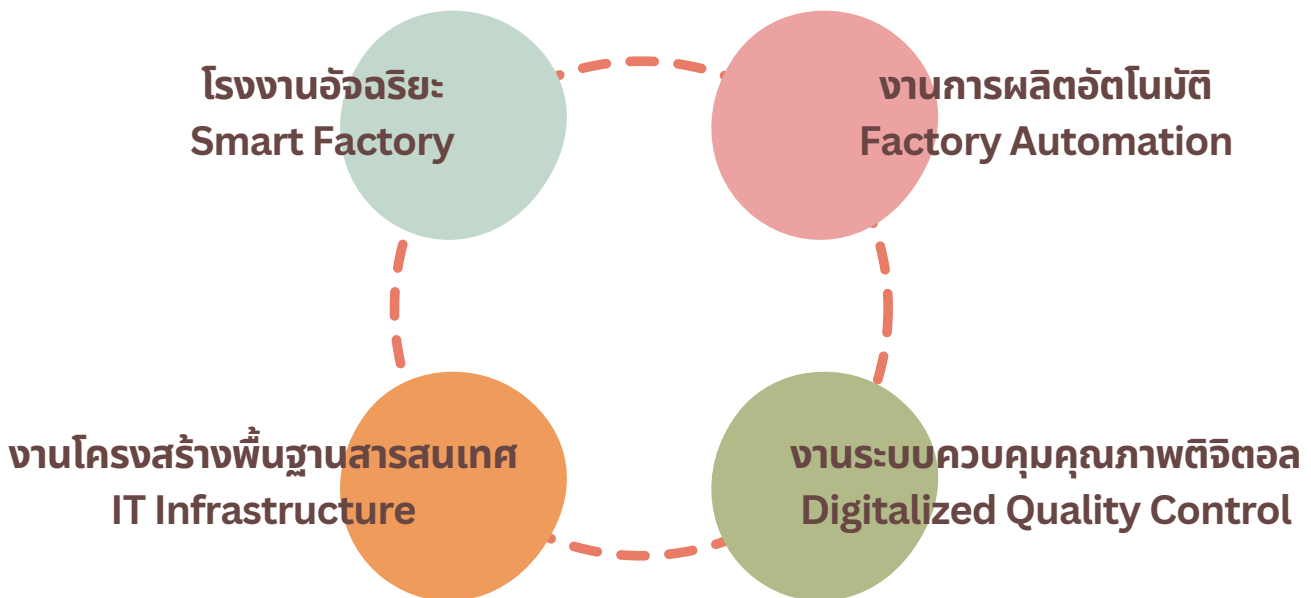 โรงงานอัจฉริยะ
Smart Factory
งานการผลิตอัตโนมัติ
Factory Automation
งานโครงสร้างพื้นฐานสารสนเทศ
IT Infrastructure
งานระบบควบคุมคุณภาพติจิตอล
Digitalized Quality Control